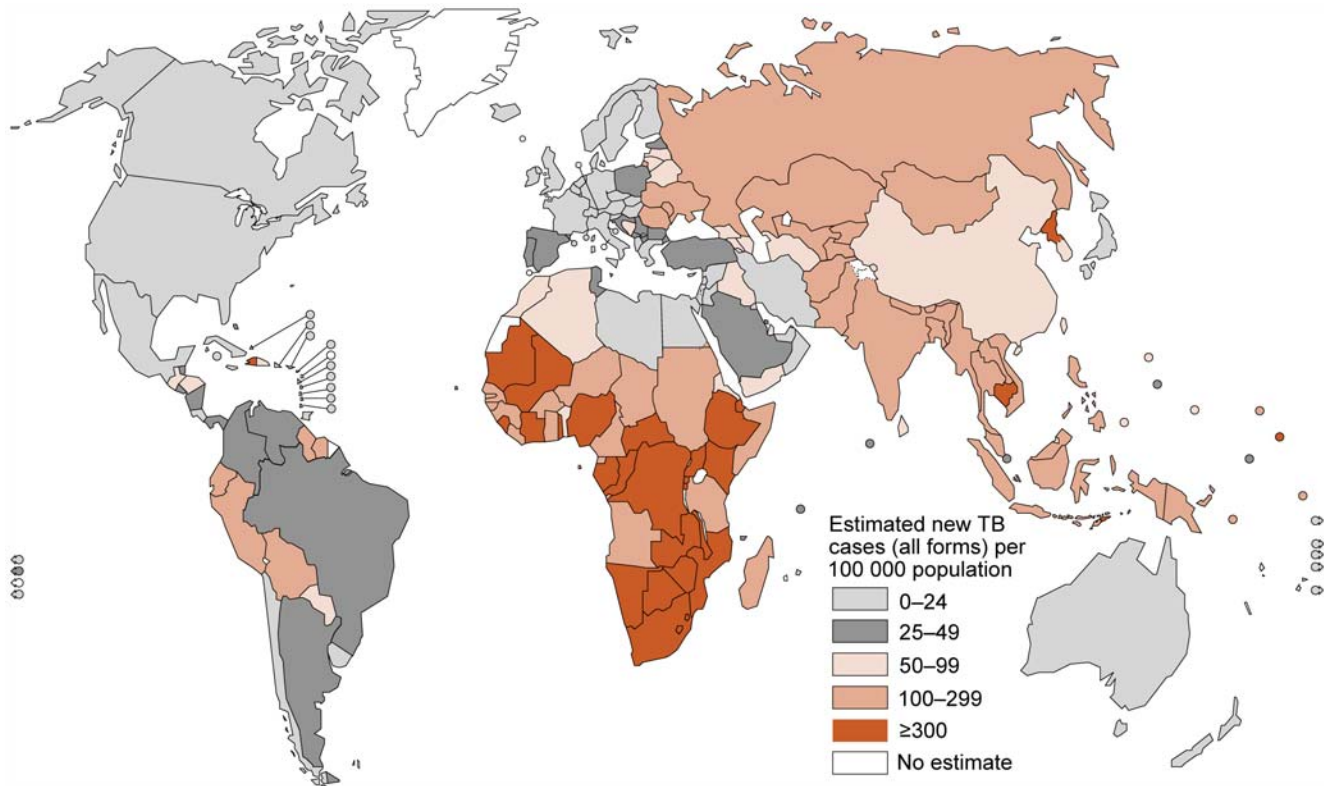 Estimated new TB
cases (all forms) per
100 000 population
0–24
25–49
50–99
100–299
≥300
No estimate